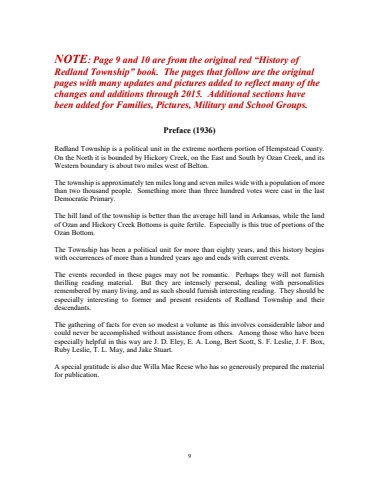 NOTE: Page 9 and 10 are from the original red “History of
Redland Township” book. The pages that follow are the original
pages with many updates and pictures added to reflect many of the
changes and additions through 2015. Additional sections have
been added for Families, Pictures, Military and School Groups.
Preface (1936)
Redland Township is a political unit in the extreme northern portion of Hempstead County.
On the North it is bounded by Hickory Creek, on the East and South by Ozan Creek, and its
Western boundary is about two miles west of Belton.
The township is approximately ten miles long and seven miles wide with a population of more
than two thousand people. Something more than three hundred votes were cast in the last
Democratic Primary.
The hill land of the township is better than the average hill land in Arkansas, while the land
of Ozan and Hickory Creek Bottoms is quite fertile. Especially is this true of portions of the
Ozan Bottom.
The Township has been a political unit for more than eighty years, and this history begins
with occurrences of more than a hundred years ago and ends with current events.
The events recorded in these pages may not be romantic. Perhaps they will not furnish
thrilling reading material. But they are intensely personal, dealing with personalities
remembered by many living, and as such should furnish interesting reading. They should be
especially interesting to former and present residents of Redland Township and their
descendants.
The gathering of facts for even so modest a volume as this involves considerable labor and
could never be accomplished without assistance from others. Among those who have been
especially helpful in this way are J. D. Eley, E. A. Long, Bert Scott, S. F. Leslie, J. F. Box,
Ruby Leslie, T. L. May, and Jake Stuart.
A special gratitude is also due Willa Mae Reese who has so generously prepared the material
for publication.
9